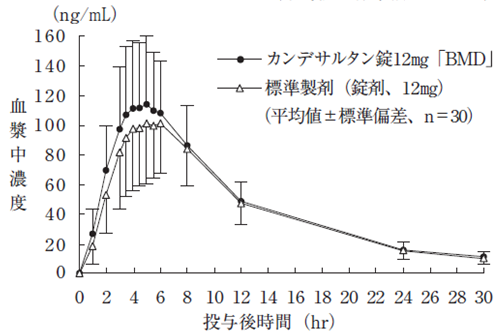 (ng/mL)
160
140
120
100
80
60
40
20
0
血漿中濃度
カンデサルタン錠12mg「BMD」
標準製剤（錠剤、12mg）
(平均値±標準偏差、n＝30)
0 2 4 6 8 10 12 14 16 18 20 22 24 26 28 30
投与後時間 (hr)